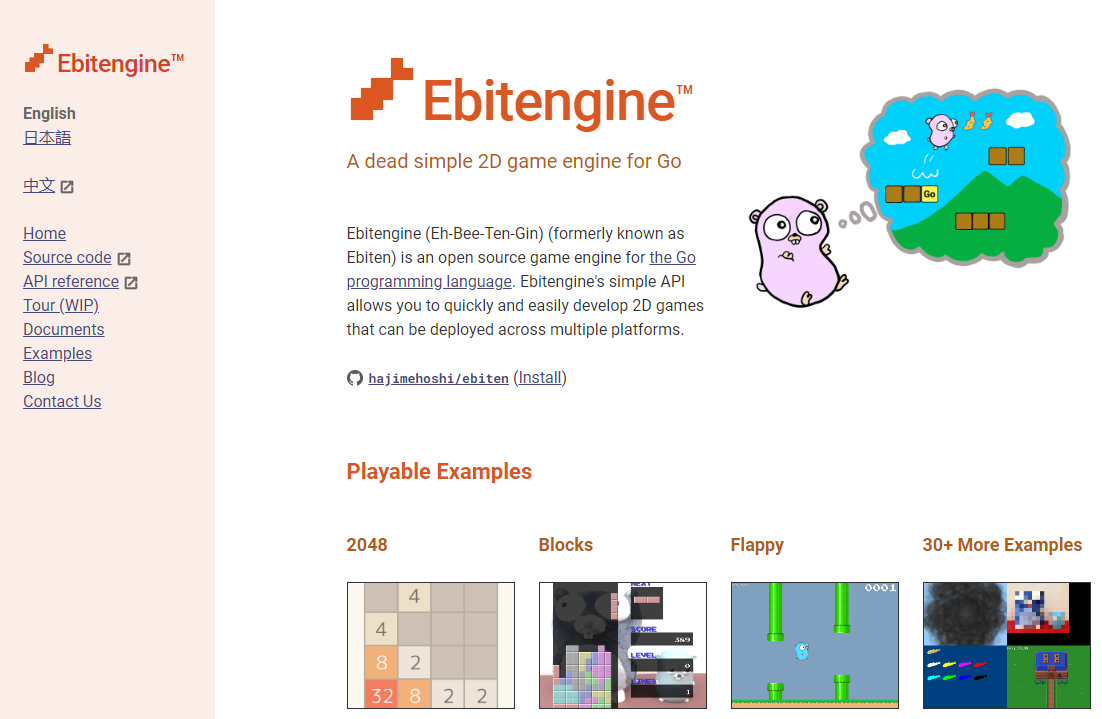 Ebitengine™
English
日本語
中文
Home
Source code
API reference
Tour (WIP)
Documents
Examples
Blog
Contact Us
Ebitengine™
A dead simple 2D game engine for Go
Go
Ebitengine (Eh-Bee-Ten-Gin) (formerly known as
Ebiten) is an open source game engine for the Go
programming language. Ebitengine's simple API
allows you to quickly and easily develop 2D games
that can be deployed across multiple platforms.
hajimehoshi/ebiten (Install)
Playable Examples
2048
Blocks
Flappy
30+ More Examples
4
4
8 2
32 8 2 2
NEXT
SCORE
389
LEVEL
0
LINES
1
0001